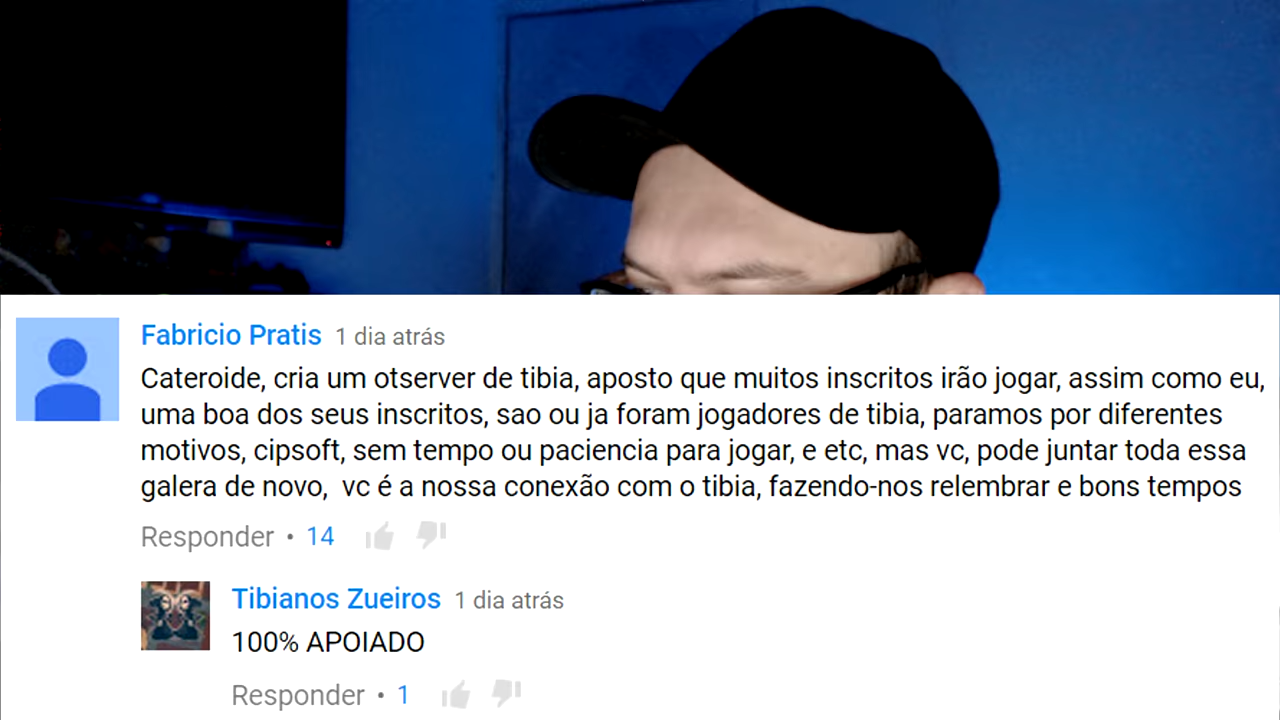 Fabricio Pratis 1 dia atrás
Cateroide, cria um otserver de tibia, aposto que muitos inscritos irão jogar, assim como eu,
uma boa dos seus inscritos, sao ou ja foram jogadores de tibia, paramos por diferentes
motivos, cipsoft, sem tempo ou paciencia para jogar, e etc, mas vc, pode juntar toda essa
galera de novo,  vc é a nossa conexão com o tibia, fazendo-nos relembrar e bons tempos
Responder • 14
Tibianos Zueiros 1 dia atrás
100% APOIADO
Responder • 1